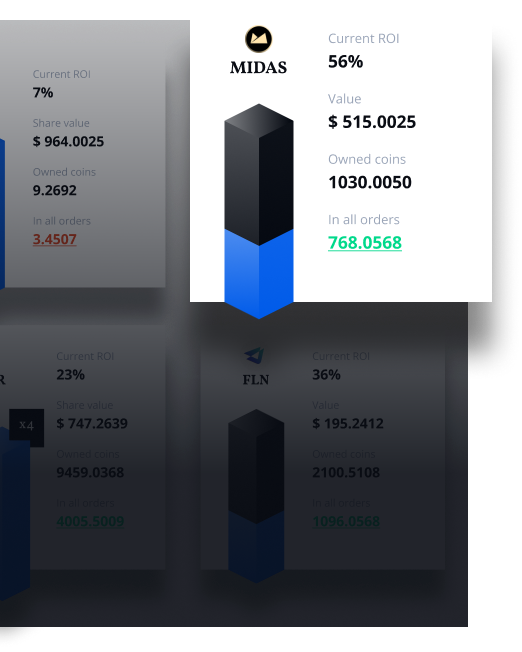 Current ROI
7%
Share value
$ 964.0025
Owned coins
9.2692
In all orders
3.4507
MIDAS
Current ROI
56%
Value
$ 515.0025
Owned coins
1030.0050
In all orders
768.0568
R
x4
Current ROI
23%
Share value
$ 747.2639
Owned coins
9459.0368
In all orders
4005.5009
FLN
Current ROI
36%
Value
$ 195.2412
Owned coins
2100.5108
In all orders
1096.0568